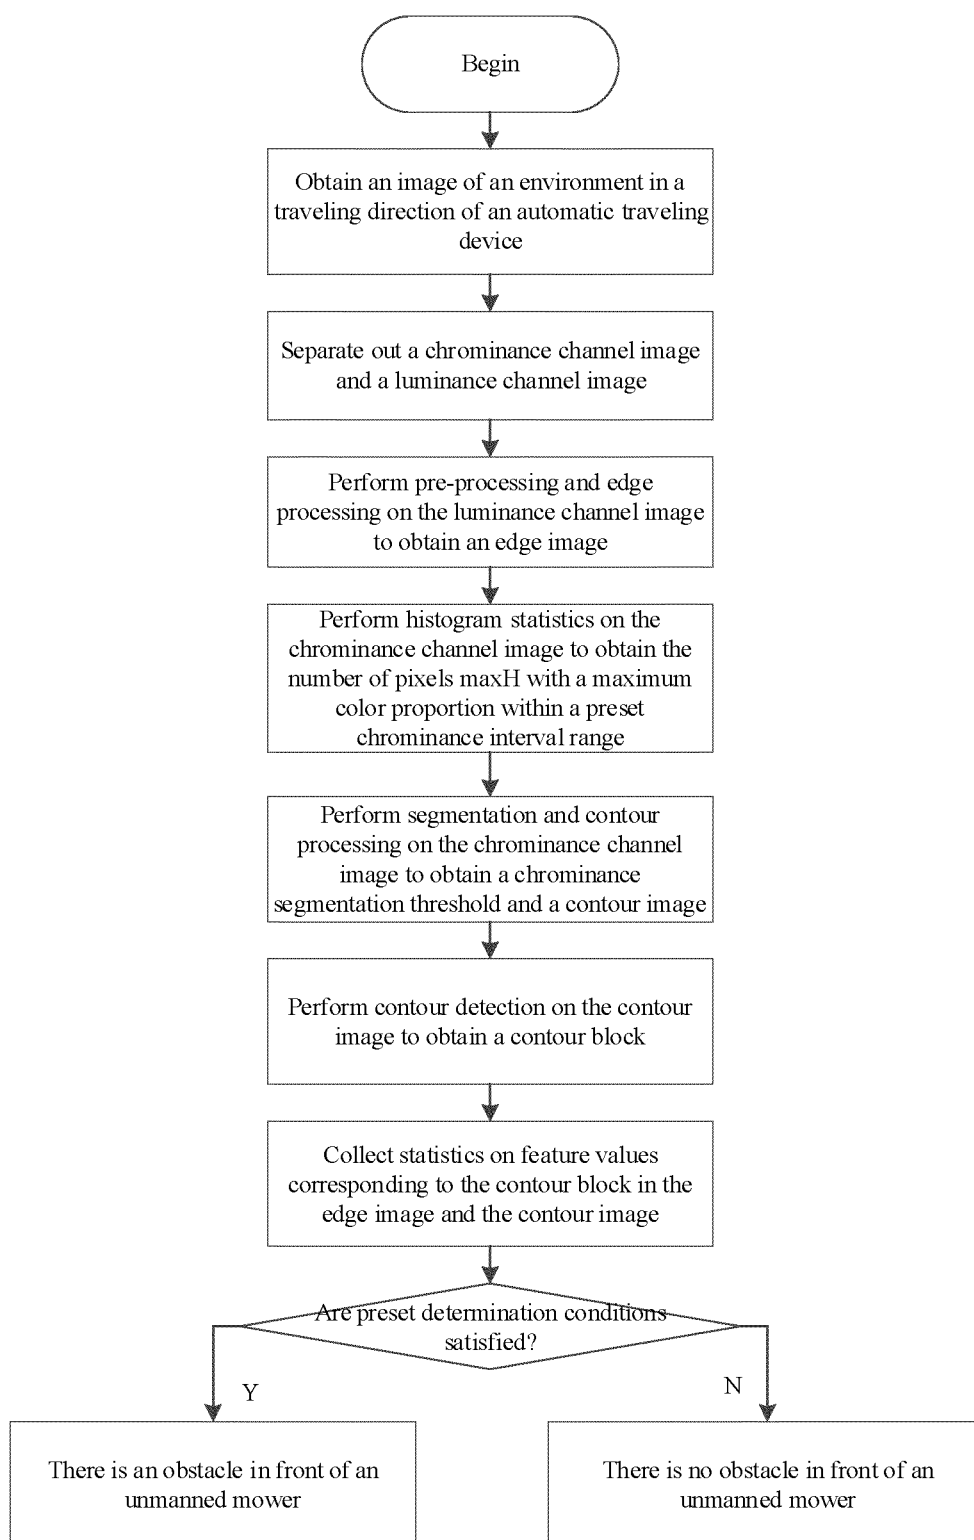 Begin
Obtain an image of an environment in a
traveling direction of an automatic traveling
device
Separate out a chrominance channel image
and a luminance channel image
Perform pre-processing and edge
processing on the luminance channel image
to obtain an edge image
Perform histogram statistics on the
chrominance channel image to obtain the
number of pixels maxH with a maximum
color proportion within a preset
chrominance interval range
Perform segmentation and contour
processing on the chrominance channel
image to obtain a chrominance
segmentation threshold and a contour image
Perform contour detection on the contour
image to obtain a contour block
Collect statistics on feature values
corresponding to the contour block in the
edge image and the contour image
Are preset determination conditions
satisfied?
Y
N
There is an obstacle in front of an
unmanned mower
There is no obstacle in front of an
unmanned mower